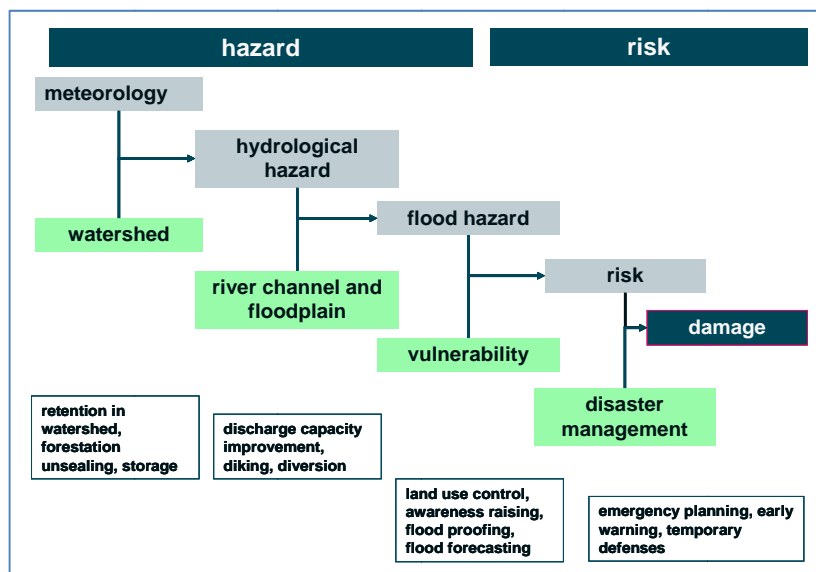 hazard
risk
meteorology
hydrological
hazard
watershed
flood hazard
river channel and
floodplain
risk
damage
vulnerability
disaster
management
retention in
watershed,
forestation
unsealing, storage
discharge capacity
improvement,
diking, diversion
land use control,
awareness raising,
flood proofing,
flood forecasting
emergency planning, early
warning, temporary
defenses